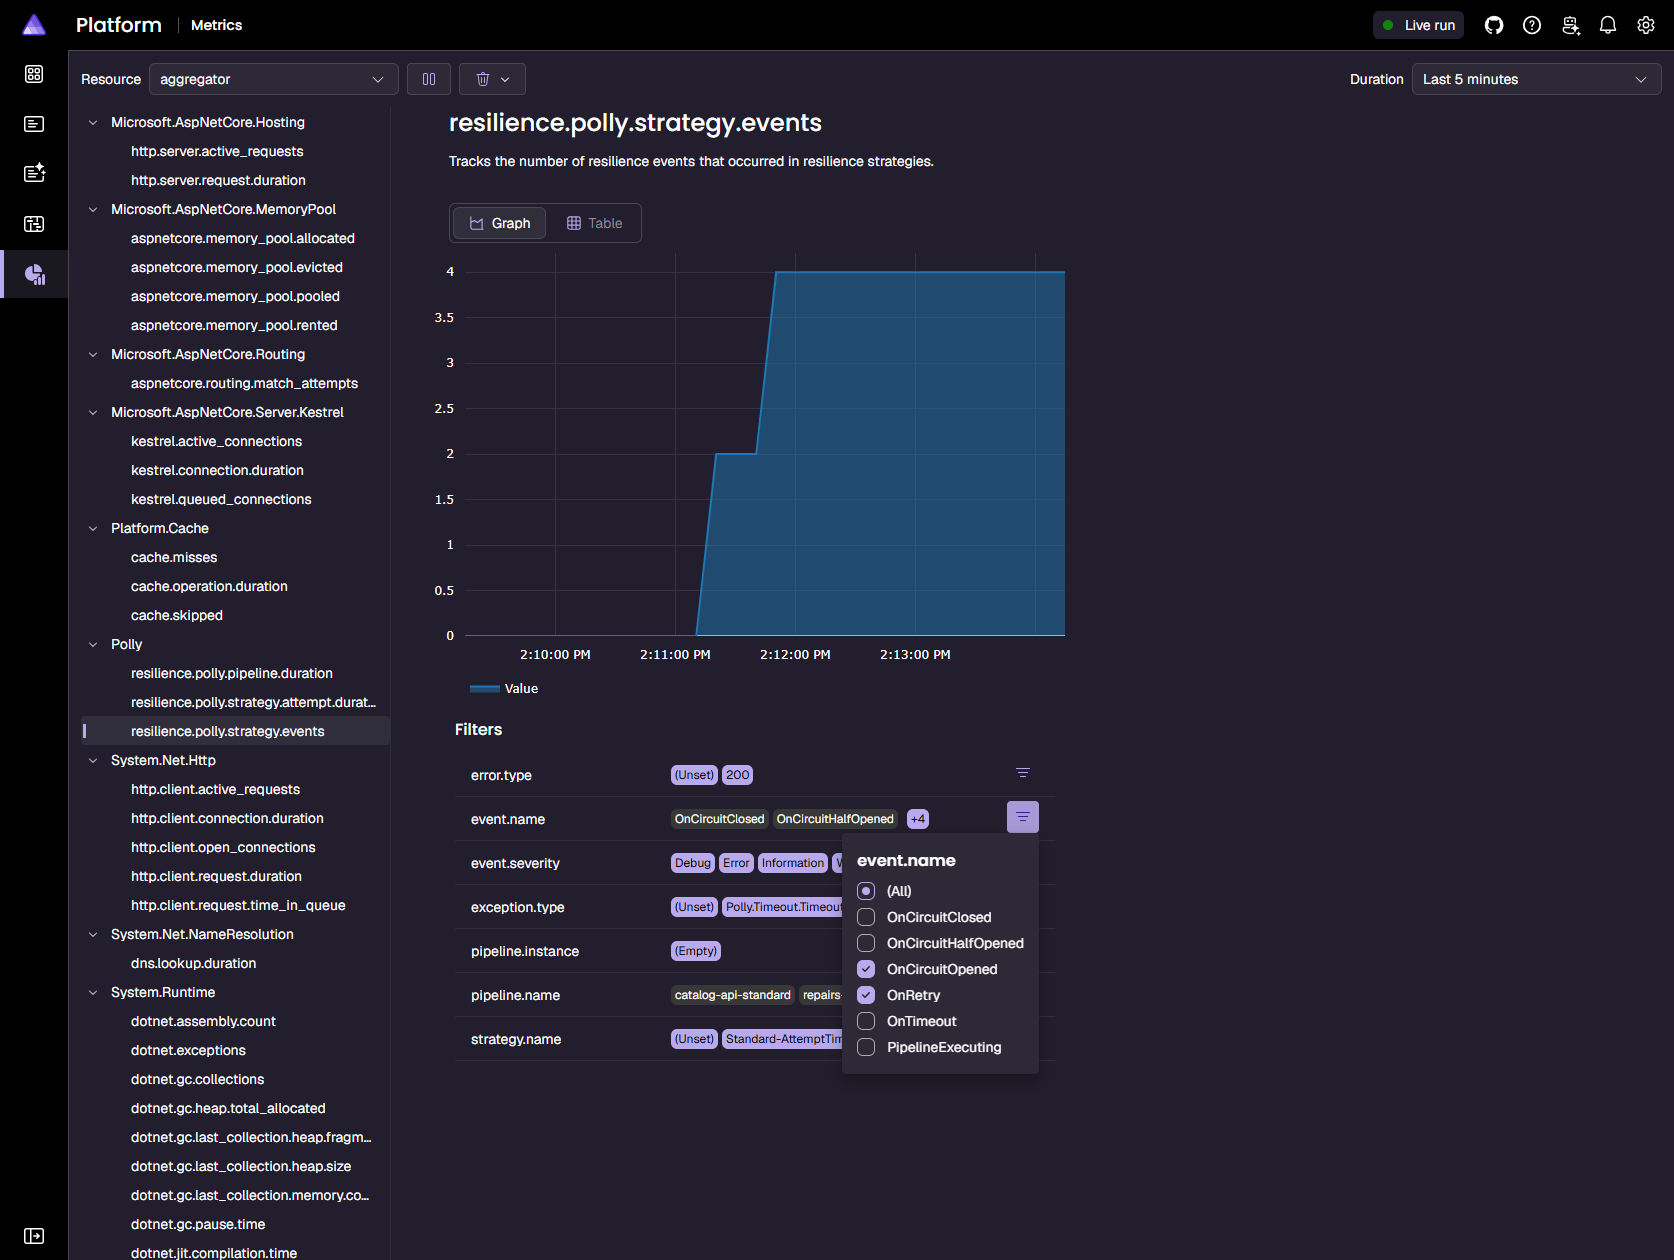 Platform
Metrics
Live run
Resource
aggregator
Duration
Last 5 minutes
Microsoft.AspNetCore.Hosting
http.server.active_requests
http.server.request.duration
Microsoft.AspNetCore.MemoryPool
aspnetcore.memory_pool.allocated
aspnetcore.memory_pool.evicted
aspnetcore.memory_pool.pooled
aspnetcore.memory_pool.rented
Microsoft.AspNetCore.Routing
aspnetcore.routing.match_attempts
Microsoft.AspNetCore.Server.Kestrel
kestrel.active_connections
kestrel.connection.duration
kestrel.queued_connections
Platform.Cache
cache.misses
cache.operation.duration
cache.skipped
Polly
resilience.polly.pipeline.duration
resilience.polly.strategy.attempt.durat...
resilience.polly.strategy.events
System.Net.Http
http.client.active_requests
http.client.connection.duration
http.client.open_connections
http.client.request.duration
http.client.request.time_in_queue
System.Net.NameResolution
dns.lookup.duration
System.Runtime
dotnet.assembly.count
dotnet.exceptions
dotnet.gc.collections
dotnet.gc.heap.total_allocated
dotnet.gc.last_collection.heap.fragm...
dotnet.gc.last_collection.heap.size
dotnet.gc.last_collection.memory.co...
dotnet.gc.pause.time
dotnet.jit.compilation.time
resilience.polly.strategy.events
Tracks the number of resilience events that occurred in resilience strategies.
Graph
Table
4
3.5
3
2.5
2
1.5
1
0.5
0
2:10:00 PM 2:11:00 PM 2:12:00 PM 2:13:00 PM
Value
Filters
error.type (Unset) 200
event.name OnCircuitClosed OnCircuitHalfOpened +4
event.severity Debug Error Information
exception.type (Unset) Polly.Timeout.Timeout
pipeline.instance (Empty)
pipeline.name catalog-api-standard repairs-
strategy.name (Unset) Standard-AttemptTim
event.name
(All)
OnCircuitClosed
OnCircuitHalfOpened
OnCircuitOpened
OnRetry
OnTimeout
PipelineExecuting